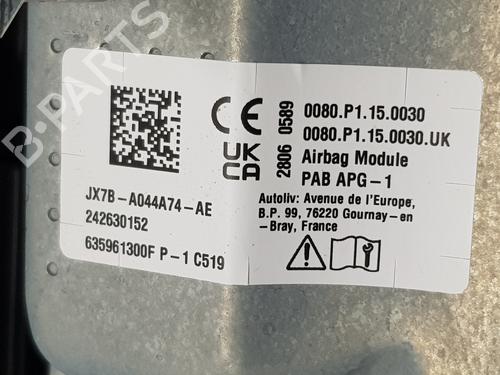 JX7B-A044A74-AE
242630152
635961300F P-1 C519
CE
UK
CA
0589
2806
0080.P1.15.0030
0080.P1.15.0030.UK
Airbag Module
PAB APG-1
Autoliv: Avenue de l'Europe,
B.P. 99, 76220 Gournay-en
-Bray, France